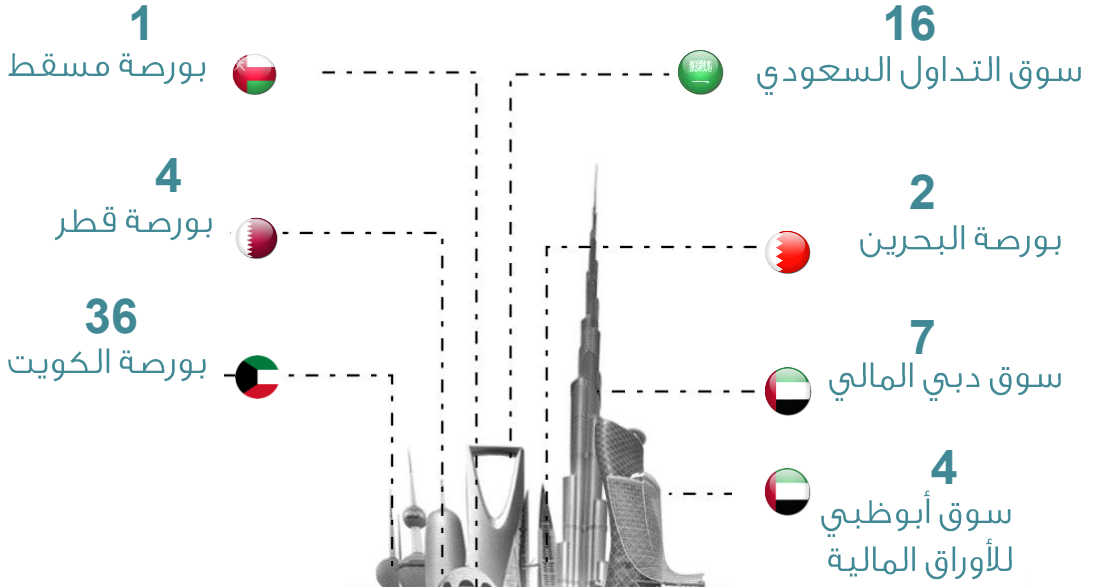 16
سوق التداول السعودي
2
بورصة البحرين
7
سوق دبي المالي
4
سوق أبوظبي
للأوراق المالية
1
بورصة مسقط
4
بورصة قطر
36
بورصة الكويت